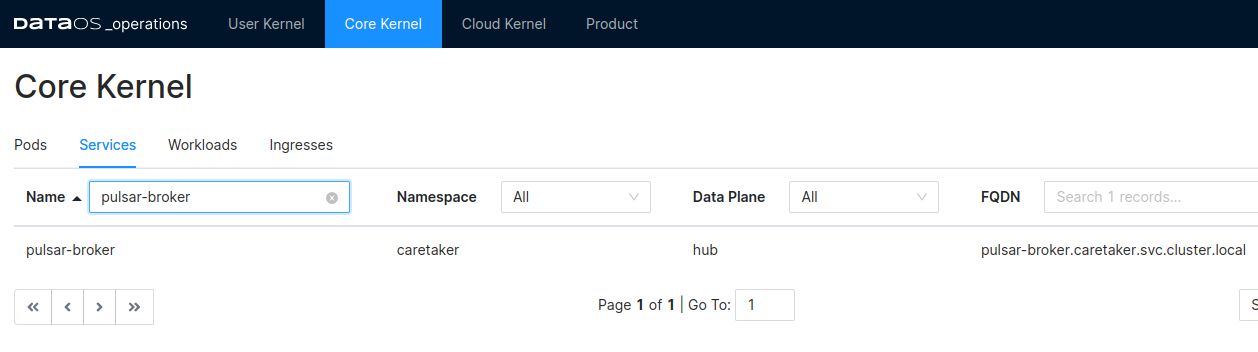 DATAOS _operations User Kernel Core Kernel Cloud Kernel Product
Core Kernel
Pods Services Workloads Ingresses
Name pulsar-broker Namespace All Data Plane All FQDN Search 1 records...
pulsar-broker caretaker hub pulsar-broker.caretaker.svc.cluster.local
Page 1 of 1 | Go To: 1